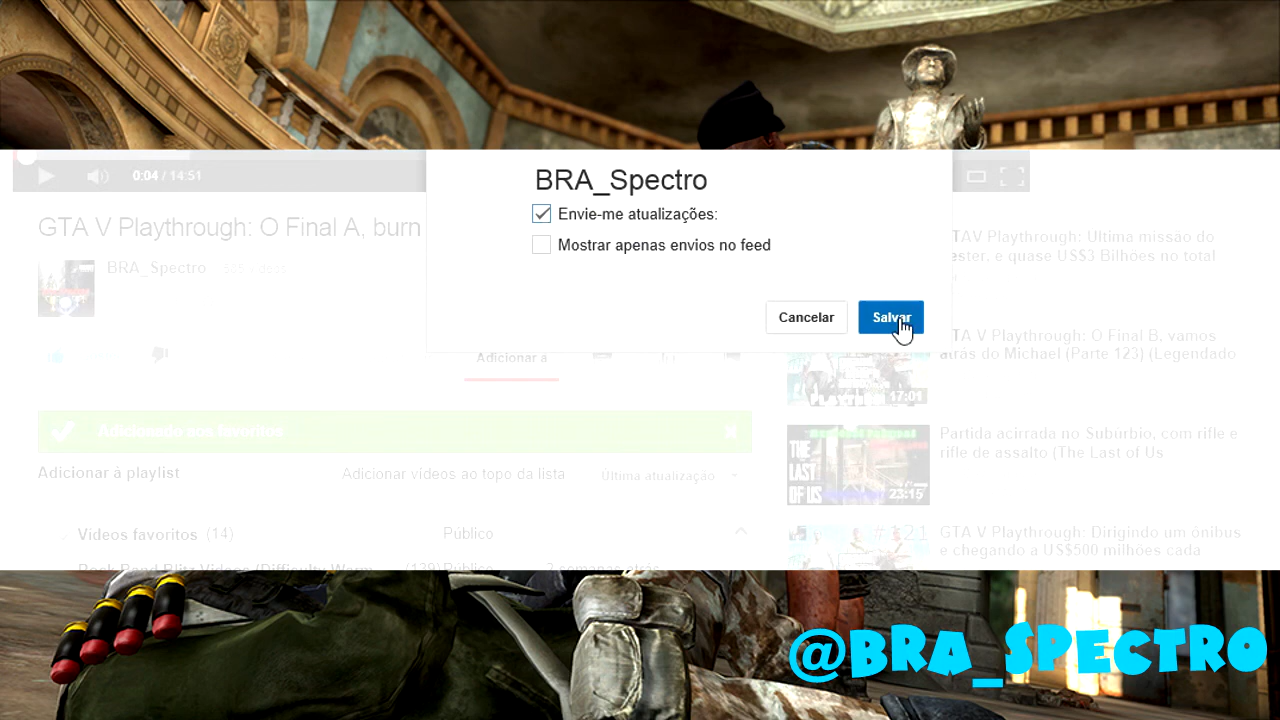 BRA_Spectro
Envie-me atualizações:
Mostrar apenas envios no feed
Cancelar
Salvar
0:04 / 14:51
GTA V Playthrough: O Final A, burn
BRA_Spectro
Adicionar a
Adicionado aos favoritos
Adicionar à playlist
Adicionar vídeos ao topo da lista
Última atualização
Vídeos favoritos (14)
Público
TAV Playthrough: Ultima missão do
ester, e quase US$3 Bilhões no total
TA V Playthrough: O Final B, vamos
atrás do Michael (Parte 123) (Legendado
17:01
Partida acirrada no Subúrbio, com rifle e
rifle de assalto (The Last of Us
THE
LAST
OF US
23:15
#121
GTA V Playthrough: Dirigindo um ônibus
e chegando a US$500 milhões cada
@BRA_SPECTRO